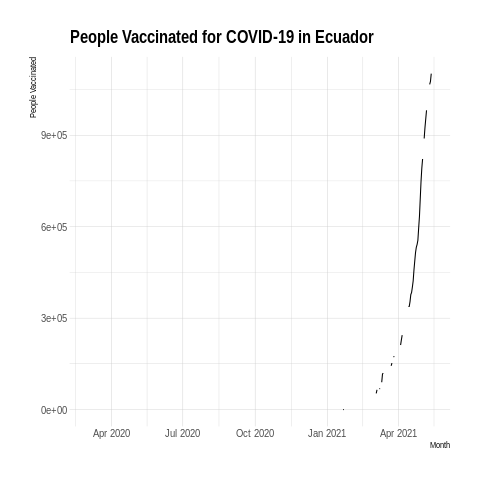 People Vaccinated for COVID-19 in Ecuador
People Vaccinated
9e+05
6e+05
3e+05
0e+00
Apr 2020 Jul 2020 Oct 2020 Jan 2021 Apr 2021
Month